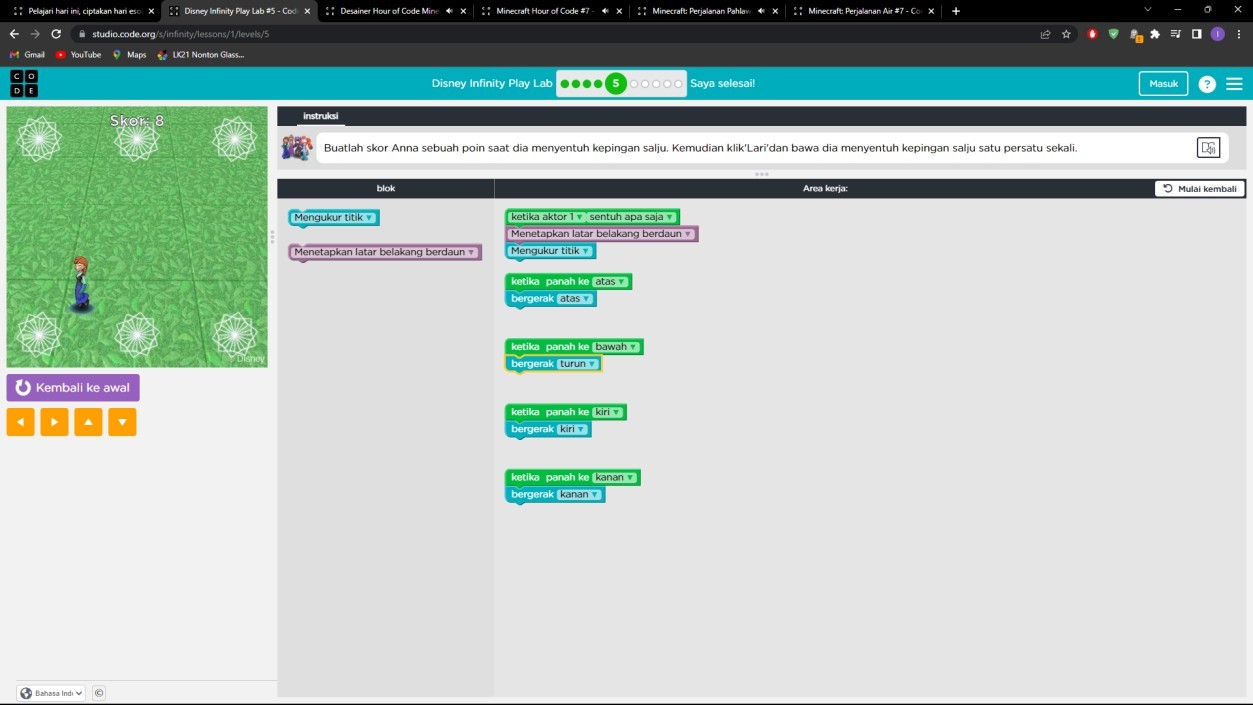 Pelajari hari ini, ciptakan hari eso
Disney Infinity Play Lab #5 - Cod
Desainer Hour of Code Mine
Minecraft Hour of Code #7 -
Minecraft: Perjalanan Pahlaw
Minecraft: Perjalanan Air #7 - Co
studio.code.org/s/infinity/lessons/1/levels/5
Gmail
YouTube
Maps
LK21 Nonton Glass...
C O
D E
Disney Infinity Play Lab
5
Saya selesai!
Masuk
?
Skor: 8
© Disney
instruksi
Buatlah skor Anna sebuah poin saat dia menyentuh kepingan salju. Kemudian klik'Lari'dan bawa dia menyentuh kepingan salju satu persatu sekali.
blok
Area kerja:
Mulai kembali
Mengukur titik
Menetapkan latar belakang berdaun
ketika aktor 1 sentuh apa saja
Menetapkan latar belakang berdaun
Mengukur titik
ketika panah ke atas
bergerak atas
ketika panah ke bawah
bergerak turun
ketika panah ke kiri
bergerak kiri
ketika panah ke kanan
bergerak kanan
Kembali ke awal
Bahasa Ind
©